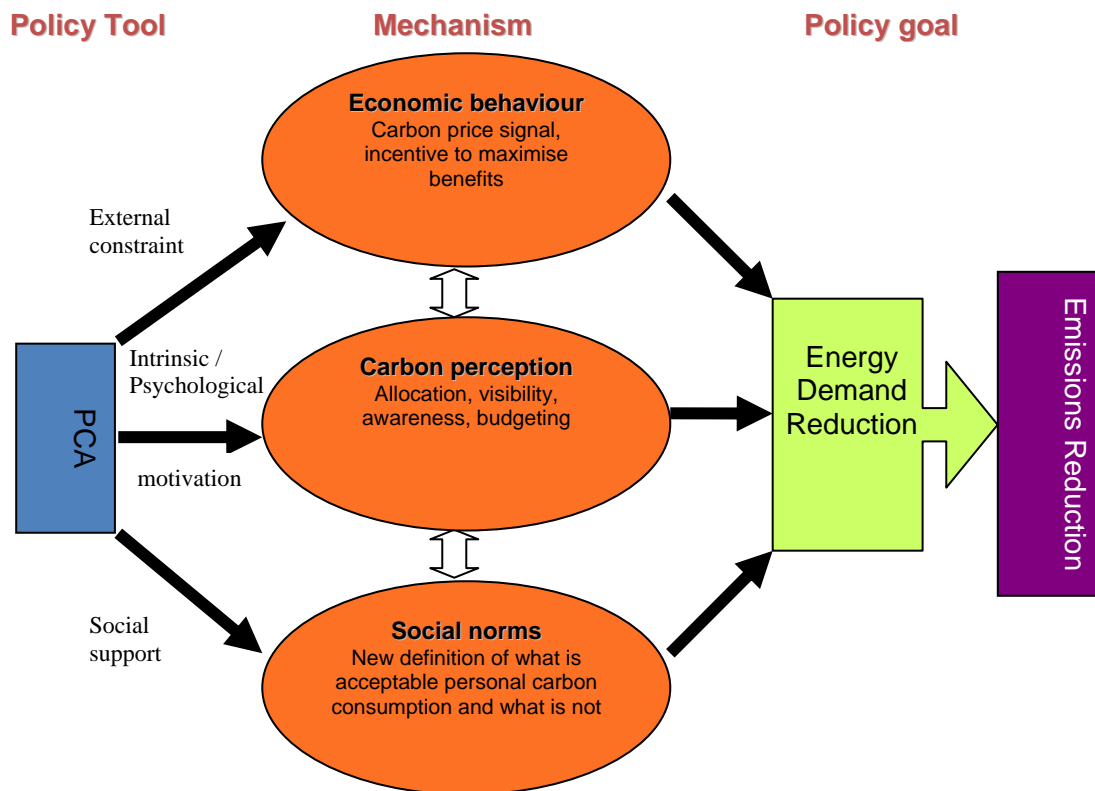 Policy Tool
Mechanism
Policy goal
Economic behaviour
Carbon price signal,
incentive to maximise
benefits
External
constraint
Intrinsic /
Psychological
motivation
PCA
Carbon perception
Allocation, visibility,
awareness, budgeting
Energy
Demand
Reduction
Emissions Reduction
Social
support
Social norms
New definition of what is
acceptable personal carbon
consumption and what is not